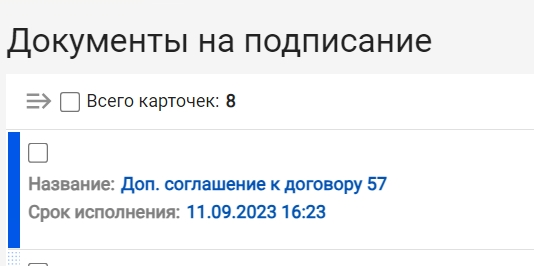 Документы на подписание
Всего карточек: 8
Название: Доп. соглашение к договору 57
Срок исполнения: 11.09.2023 16:23